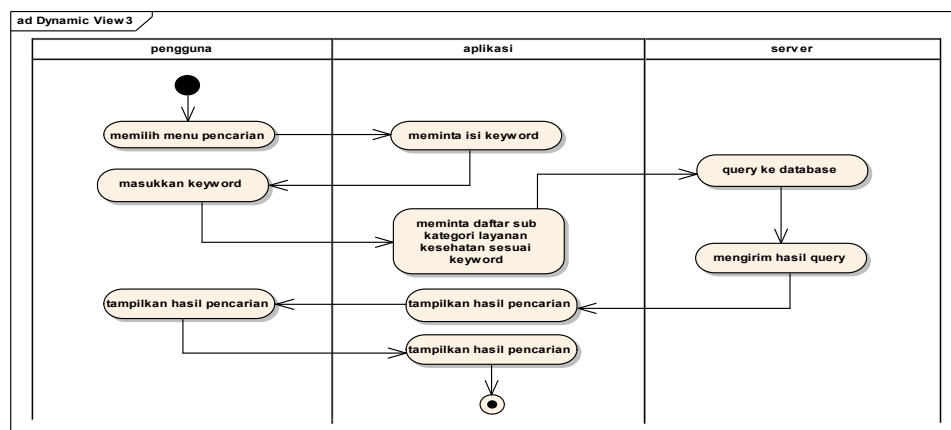 ad Dynamic View3
pengguna
aplikasi
server
memilih menu pencarian
meminta isi keyword
masukkan keyword
query ke database
meminta daftar sub
kategori layanan
kesehatan sesuai
keyword
mengirim hasil query
tampilkan hasil pencarian
tampilkan hasil pencarian
tampilkan hasil pencarian